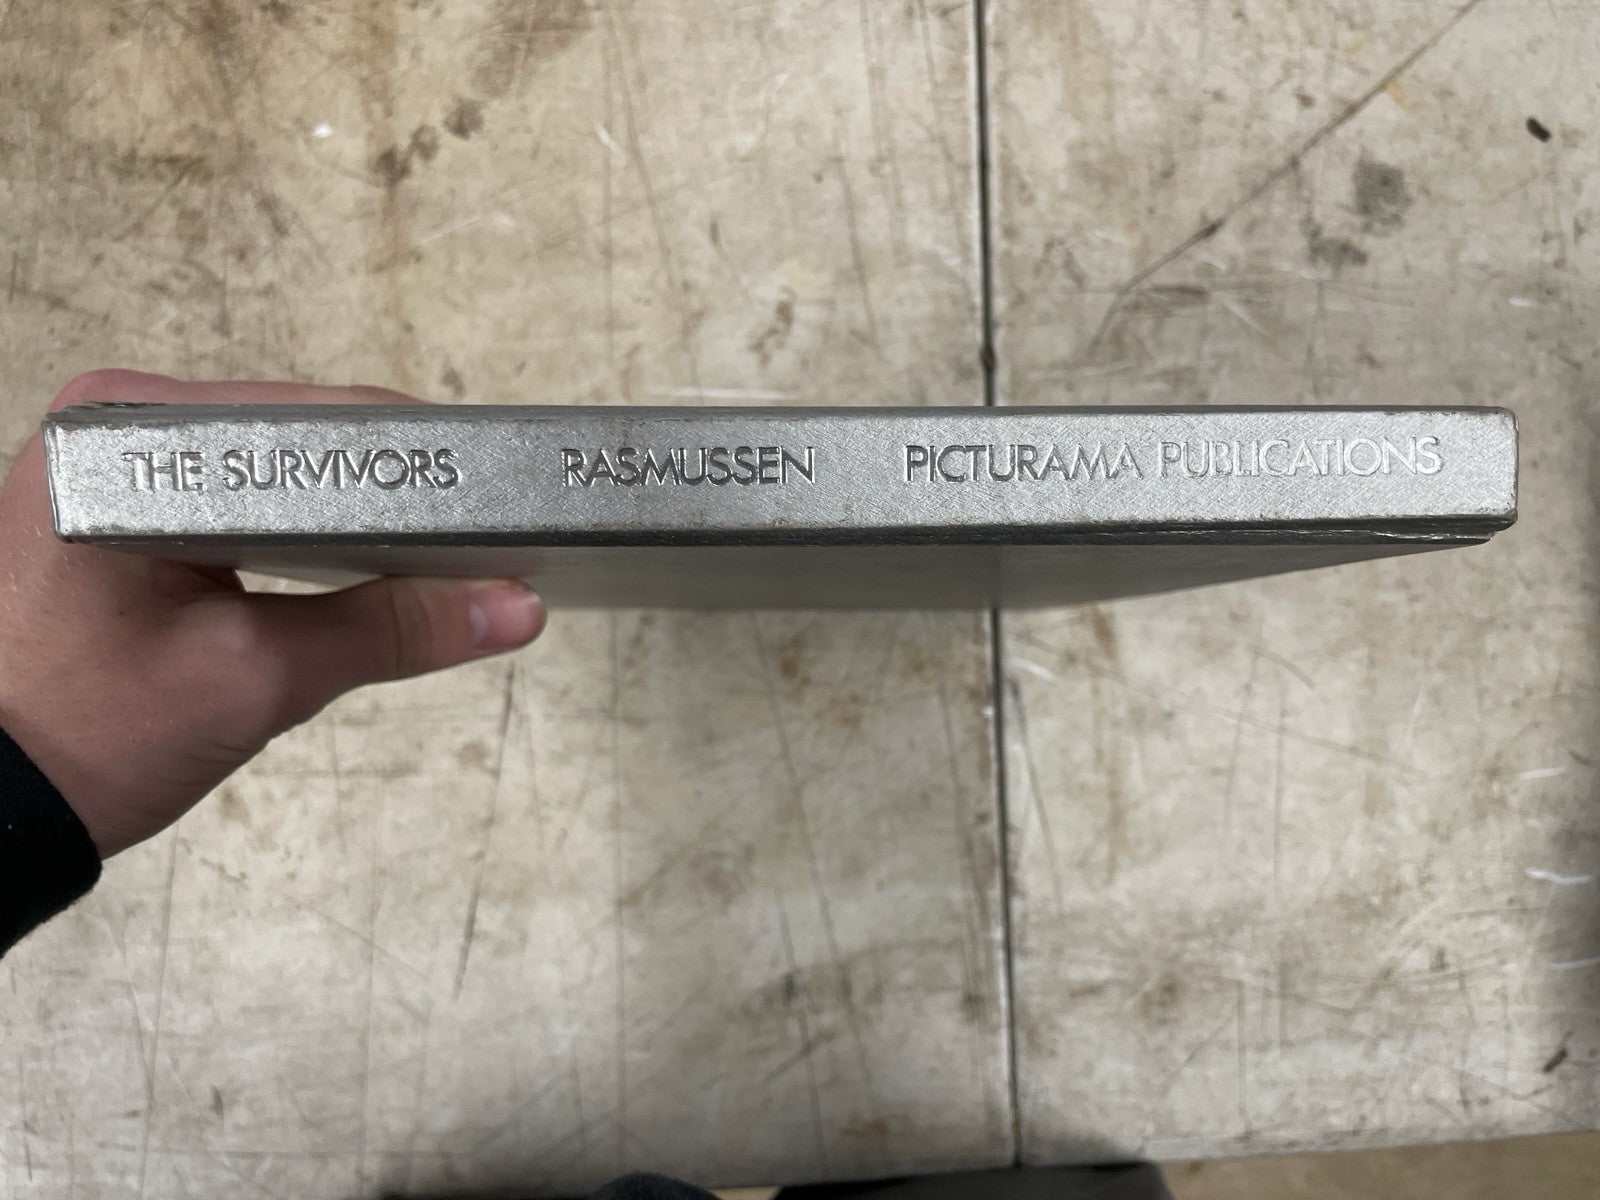 THE SURVIVORS RASMUSSEN PICTURAMA PUBLICATIONS